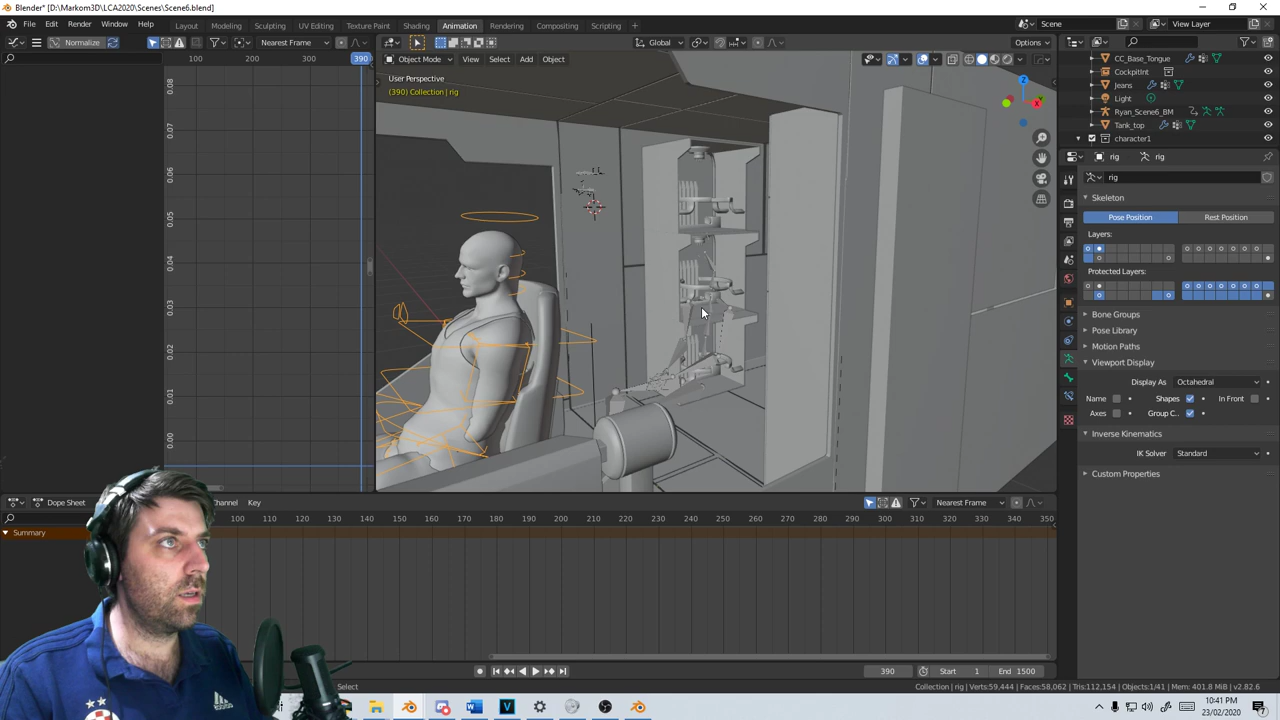 Blender* [D:\Markom3D\LCA2020\Scenes\Scene6.blend]
File Edit Render Window Help
Layout Modeling Sculpting UV Editing Texture Paint Shading Animation Rendering Compositing Scripting
Scene
View Layer
Normalize
Nearest Frame
Global
Options
Object Mode
View Select Add Object
100 200 300 390
User Perspective
(390) Collection | rig
0.08
0.07
0.06
0.05
0.04
0.03
0.02
0.01
0.00
CC_Base_Tongue
CockpitInt
Jeans
Light
Ryan_Scene6_BM
Tank_top
character1
rig rig
rig
Skeleton
Pose Position Rest Position
Layers:
Protected Layers:
Bone Groups
Pose Library
Motion Paths
Viewport Display
Display As Octahedral
Name Shapes In Front
Axes Group C..
Inverse Kinematics
IK Solver Standard
Custom Properties
Dope Sheet
Key
Nearest Frame
100 110 120 130 140 150 160 170 180 190 200 210 220 230 240 250 260 270 280 290 300 310 320 330 340 350
Summary
390
Start 1
End 1500
Select
Collection | rig | Verts:59,444 | Faces:58,062 | Tris:112,154 | Objects:1/41 | Mem: 401.8 MiB | v2.82.6
10:41 PM
23/02/2020